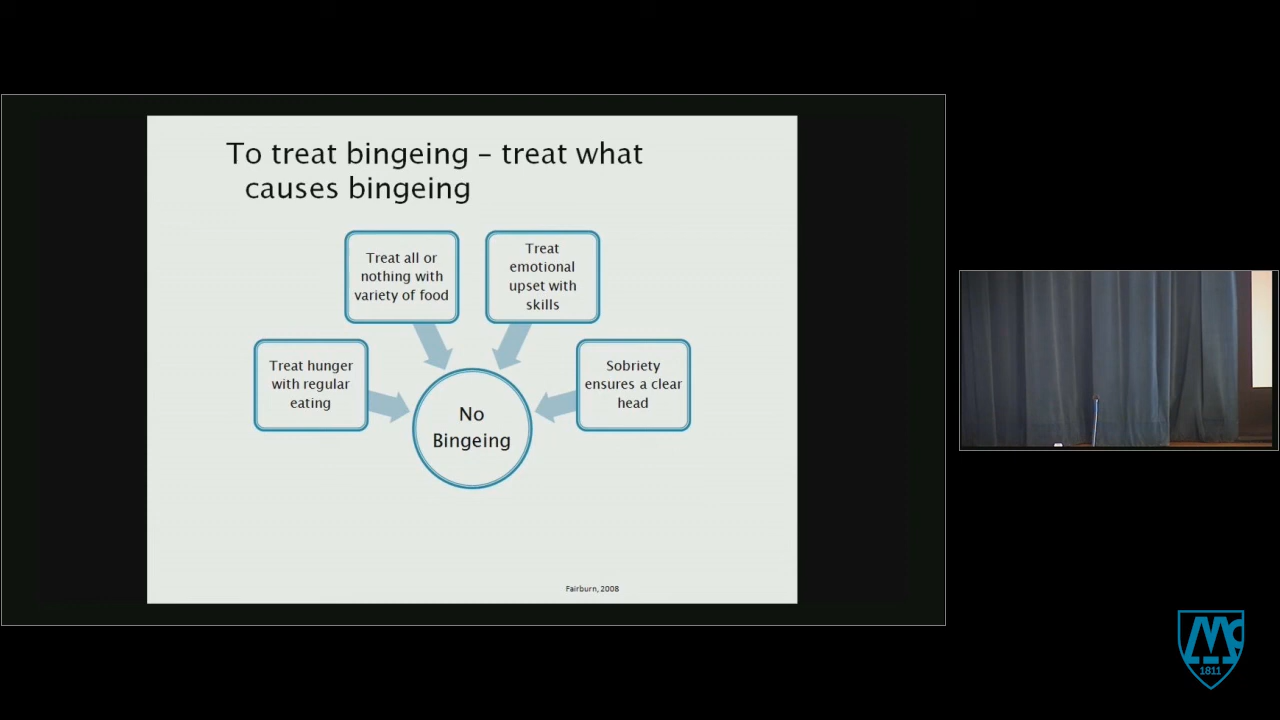 To treat bingeing – treat what
causes bingeing
Treat all or
nothing with
variety of food
Treat
emotional
upset with
skills
Treat hunger
with regular
eating
Sobriety
ensures a clear
head
No
Bingeing
Fairburn, 2008
Mc
1811